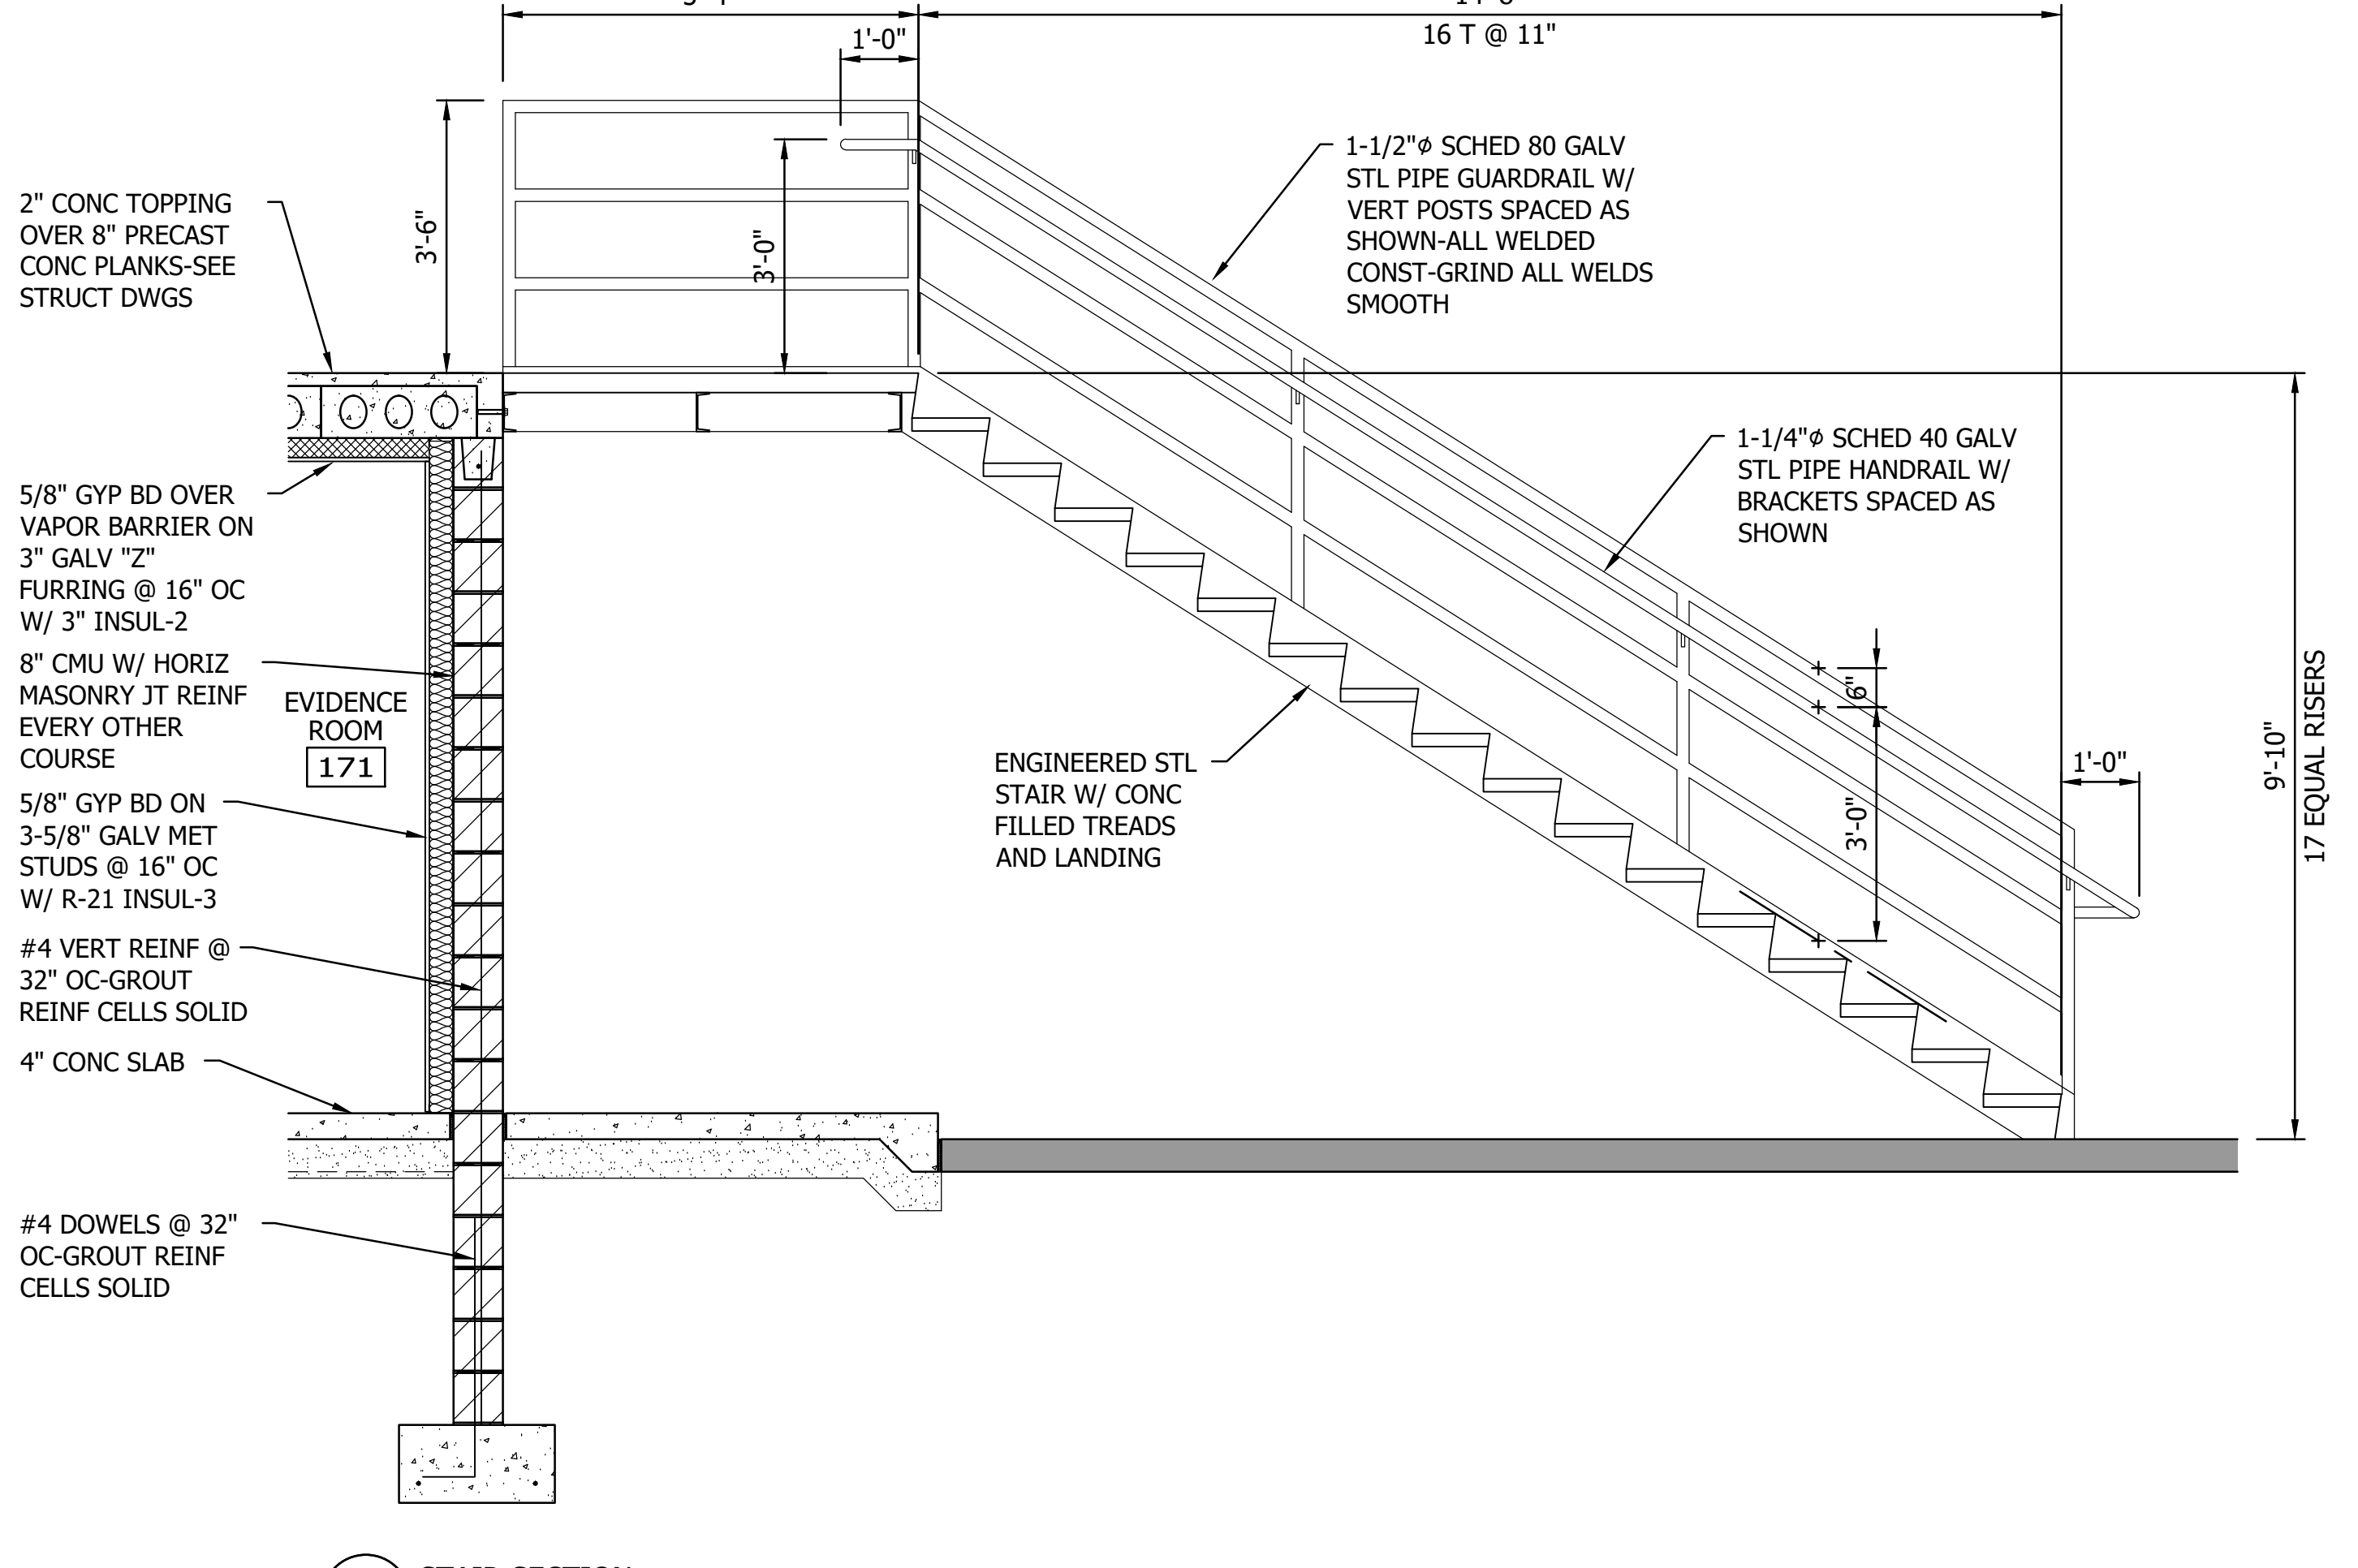 1'-0"
16 T @ 11"
2" CONC TOPPING
OVER 8" PRECAST
CONC PLANKS-SEE
STRUCT DWGS
3'-6"
3'-0"
1-1/2"ϕ SCHED 80 GALV
STL PIPE GUARDRAIL W/
VERT POSTS SPACED AS
SHOWN-ALL WELDED
CONST-GRIND ALL WELDS
SMOOTH
1-1/4"ϕ SCHED 40 GALV
STL PIPE HANDRAIL W/
BRACKETS SPACED AS
SHOWN
5/8" GYP BD OVER
VAPOR BARRIER ON
3" GALV "Z"
FURRING @ 16" OC
W/ 3" INSUL-2
8" CMU W/ HORIZ
MASONRY JT REINF
EVERY OTHER
COURSE
EVIDENCE
ROOM
171
5/8" GYP BD ON
3-5/8" GALV MET
STUDS @ 16" OC
W/ R-21 INSUL-3
ENGINEERED STL
STAIR W/ CONC
FILLED TREADS
AND LANDING
6"
3'-0"
1'-0"
9'-10"
17 EQUAL RISERS
#4 VERT REINF @
32" OC-GROUT
REINF CELLS SOLID
4" CONC SLAB
#4 DOWELS @ 32"
OC-GROUT REINF
CELLS SOLID
STAIR SECTION